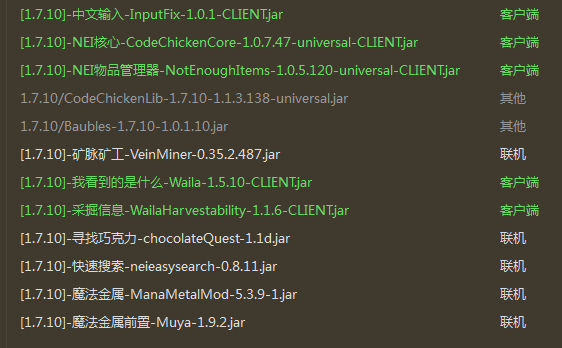 [1.7.10]-中文输入-InputFix-1.0.1-CLIENT.jar 客户端
[1.7.10]-NEI核心-CodeChickenCore-1.0.7.47-universal-CLIENT.jar 客户端
[1.7.10]-NEI物品管理器-NotEnoughItems-1.0.5.120-universal-CLIENT.jar 客户端
1.7.10/CodeChickenLib-1.7.10-1.1.3.138-universal.jar 其他
1.7.10/Baubles-1.7.10-1.0.1.10.jar 其他
[1.7.10]-矿脉矿工-VeinMiner-0.35.2.487.jar 联机
[1.7.10]-我看到的是什么-Waila-1.5.10-CLIENT.jar 客户端
[1.7.10]-采掘信息-WailaHarvestability-1.1.6-CLIENT.jar 客户端
[1.7.10]-寻找巧克力-chocolateQuest-1.1d.jar 联机
[1.7.10]-快速搜索-neieasysearch-0.8.11.jar 联机
[1.7.10]-魔法金属-ManaMetalMod-5.3.9-1.jar 联机
[1.7.10]-魔法金属前置-Muya-1.9.2.jar 联机